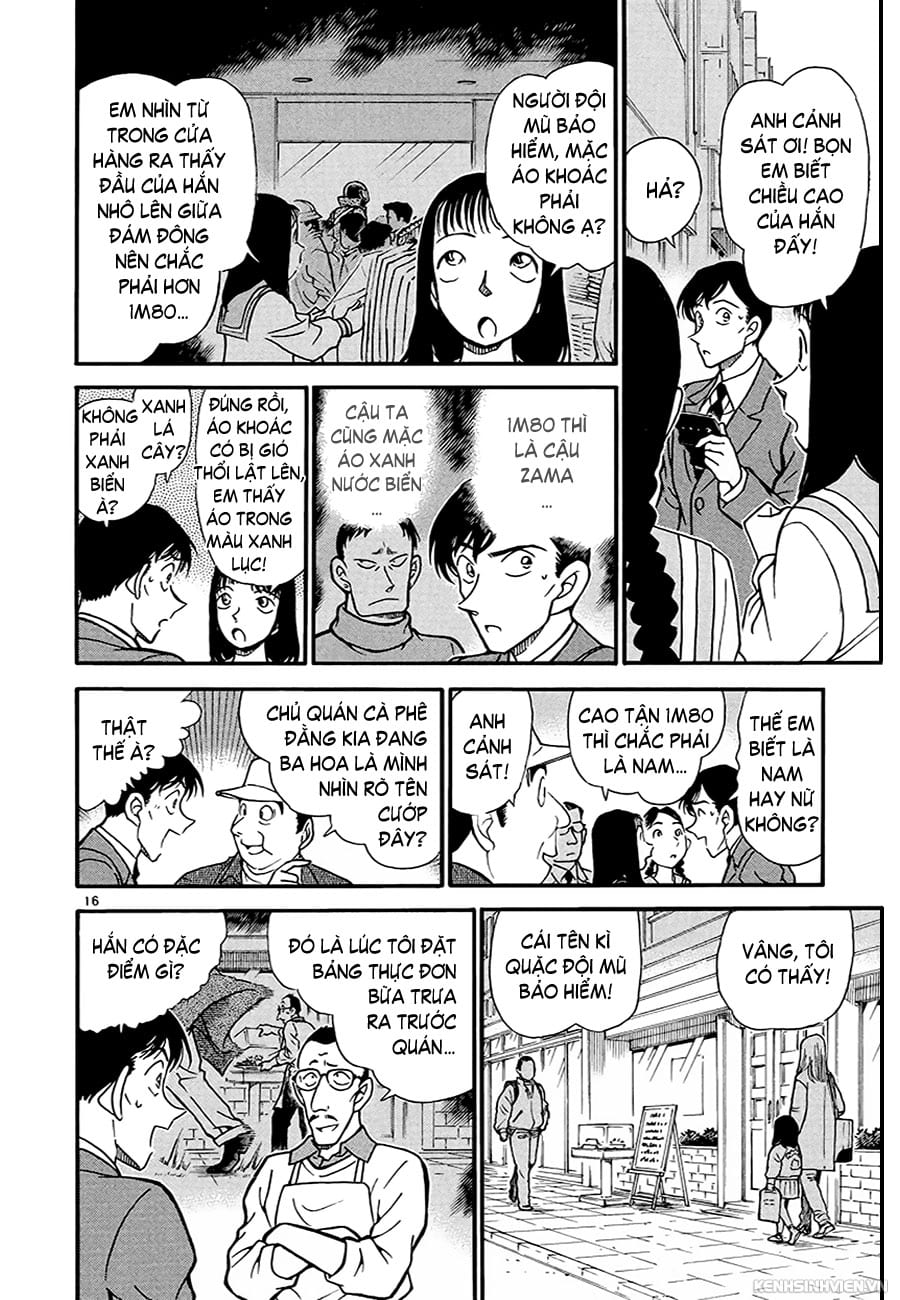 ANH CẢNH
SÁT ƠI! BỌN
EM BIẾT
CHIỀU CAO
CỦA HẮN
ĐẤY!
HẢ?
NGƯỜI ĐỘI
MŨ BẢO
HIỂM, MẶC
ÁO KHOÁC
PHẢI
KHÔNG Ạ?
EM NHÌN TỪ
TRONG CỬA
HÀNG RA THẤY
ĐẦU CỦA HẮN
NHÔ LÊN GIỮA
ĐÁM ĐÔNG
NÊN CHẮC
PHẢI HƠN
1M80...
1M80 THÌ
LÀ CẬU
ZAMA
...
CẬU TA
CŨNG MẶC
ÁO XANH
NƯỚC BIỂN
...
ĐÚNG RỒI,
ÁO KHOÁC
CÓ BỊ GIÓ
THỔI LẬT LÊN,
EM THẤY
ÁO TRONG
MÀU XANH
LỤC!
XANH
LÁ
CÂY?
KHÔNG
PHẢI
XANH
BIỂN
À?
THẾ EM
BIẾT LÀ
NAM
HAY NỮ
KHÔNG?
CAO TẬN 1M80
THÌ CHẮC PHẢI
LÀ NAM...
ANH
CẢNH
SÁT!
CHỦ QUÁN CÀ PHÊ
ĐẰNG KIA ĐANG
BA HOA LÀ MÌNH
NHÌN RÕ TÊN
CƯỚP
ĐẤY?
THẬT
THẾ À?
16
VÂNG, TÔI
CÓ THẤY!
CÁI TÊN KÌ
QUẶC ĐỘI MŨ
BẢO HIỂM!
ĐÓ LÀ LÚC TÔI ĐẶT
BẢNG THỰC ĐƠN
BỮA TRƯA
RA TRƯỚC
QUÁN...
HẮN CÓ ĐẶC
ĐIỂM GÌ?
KENHSINHVIEN.VN